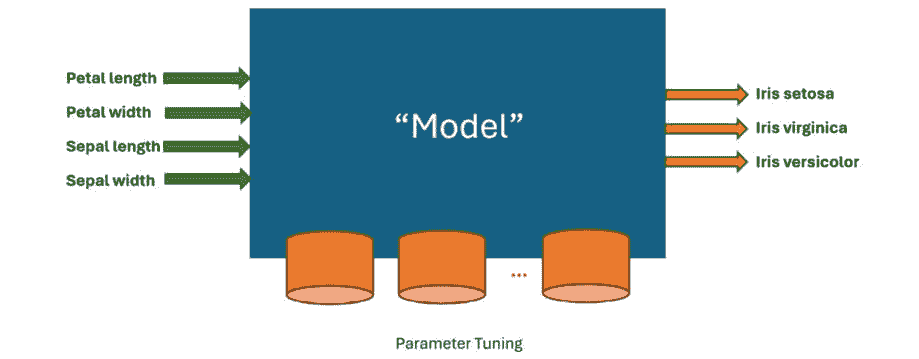 Petal length
Petal width
Sepal length
Sepal width
“Model”
Iris setosa
Iris virginica
Iris versicolor
...
Parameter Tuning